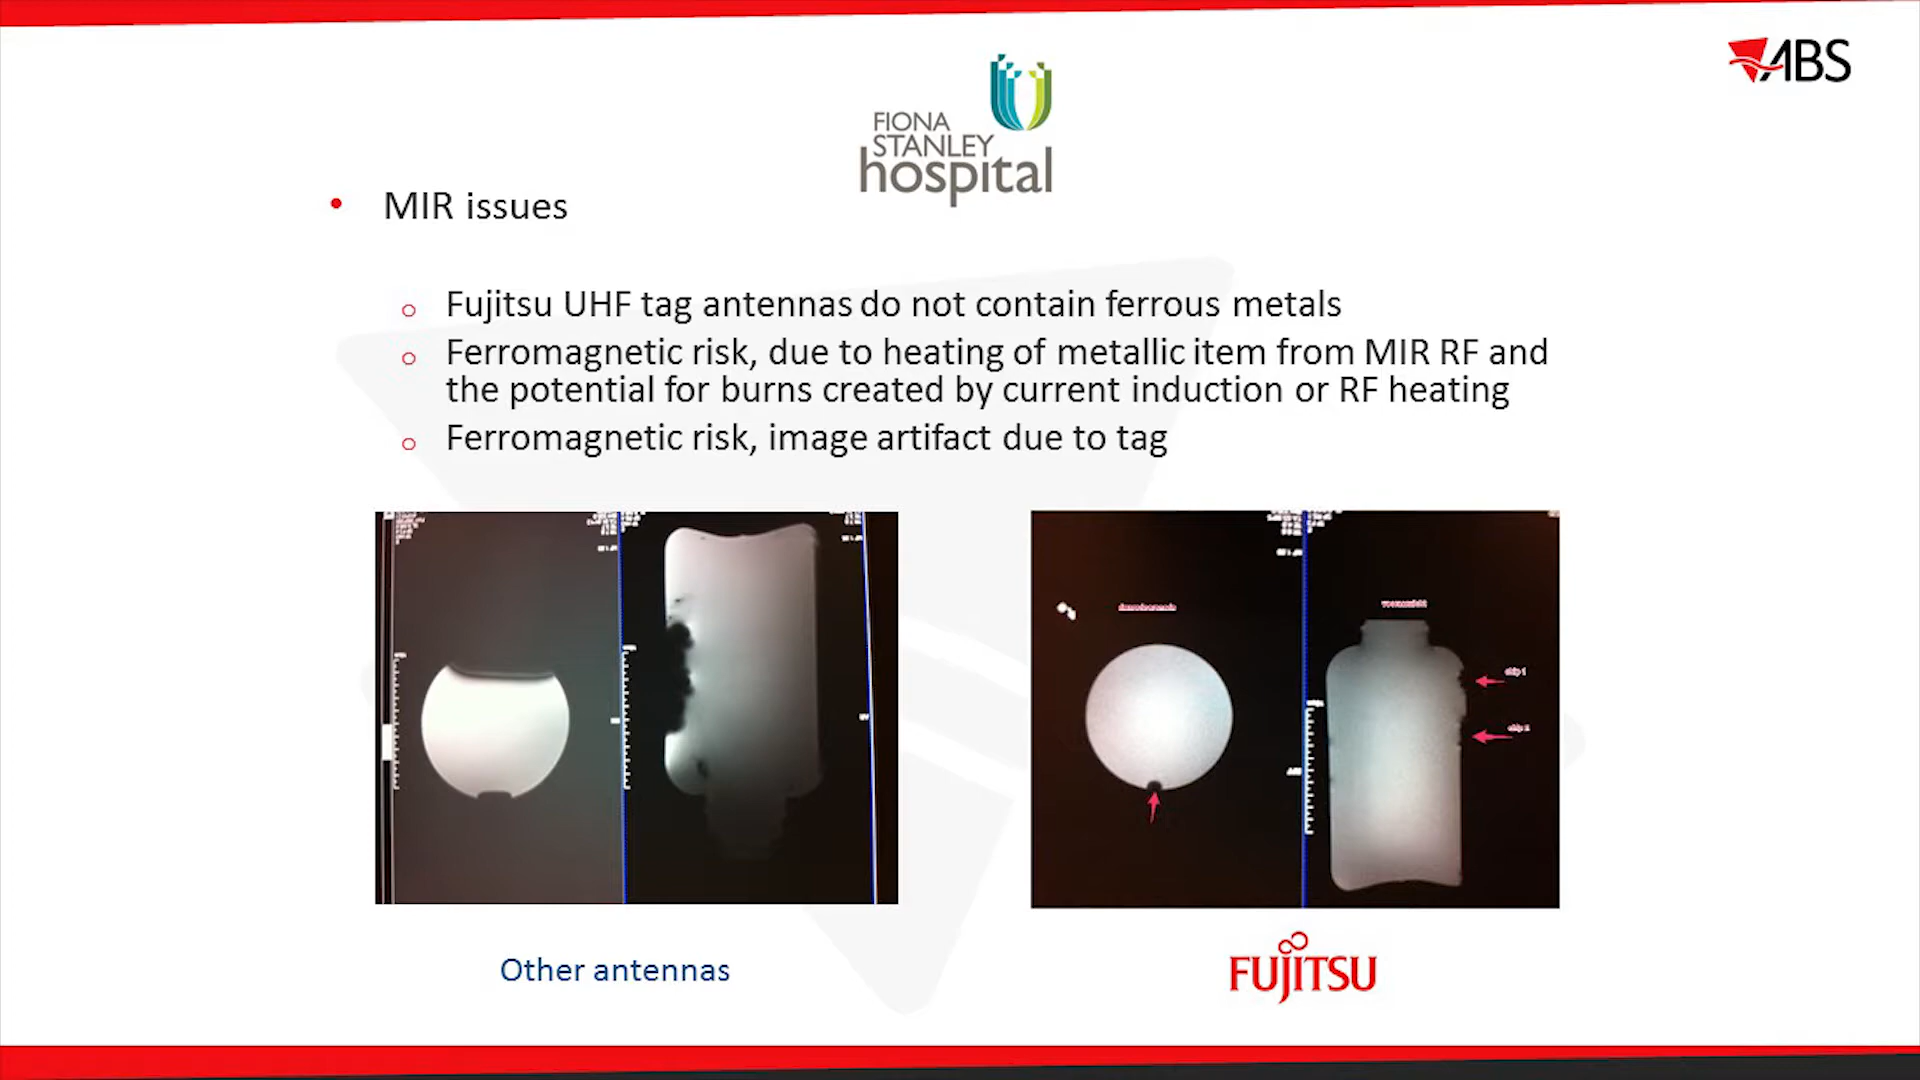 ABS
FIONA
STANLEY
hospital
• MIR issues
o Fujitsu UHF tag antennas do not contain ferrous metals
o Ferromagnetic risk, due to heating of metallic item from MIR RF and
the potential for burns created by current induction or RF heating
o Ferromagnetic risk, image artifact due to tag
chip 1
Other antennas
FUJITSU